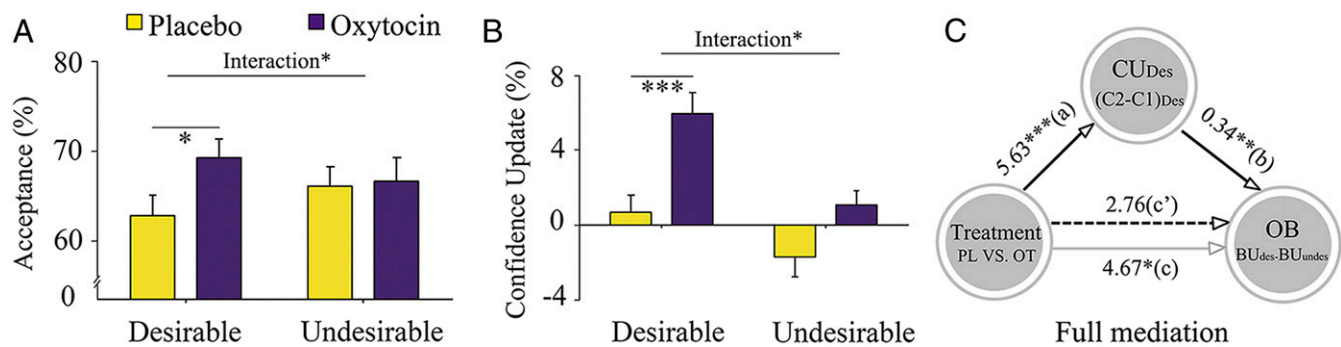 A
Placebo
Oxytocin
Acceptance (%)
80
70
60
0
Interaction*
*
Desirable
Undesirable
B
Confidence Update (%)
8
4
0
-4
Interaction*
***
Desirable
Undesirable
C
CUDes
(C2-C1)Des
5.63***(a)
0.34**(b)
Treatment
PL VS. OT
2.76(c’)
4.67*(c)
OB
BUdes-BUundes
Full mediation